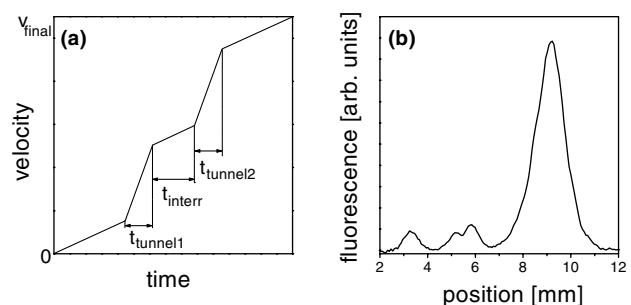 v_final
(a)
velocity
t_tunnel2
t_interr
t_tunnel1
0
time
(b)
fluorescence [arb. units]
2 4 6 8 10 12
position [mm]